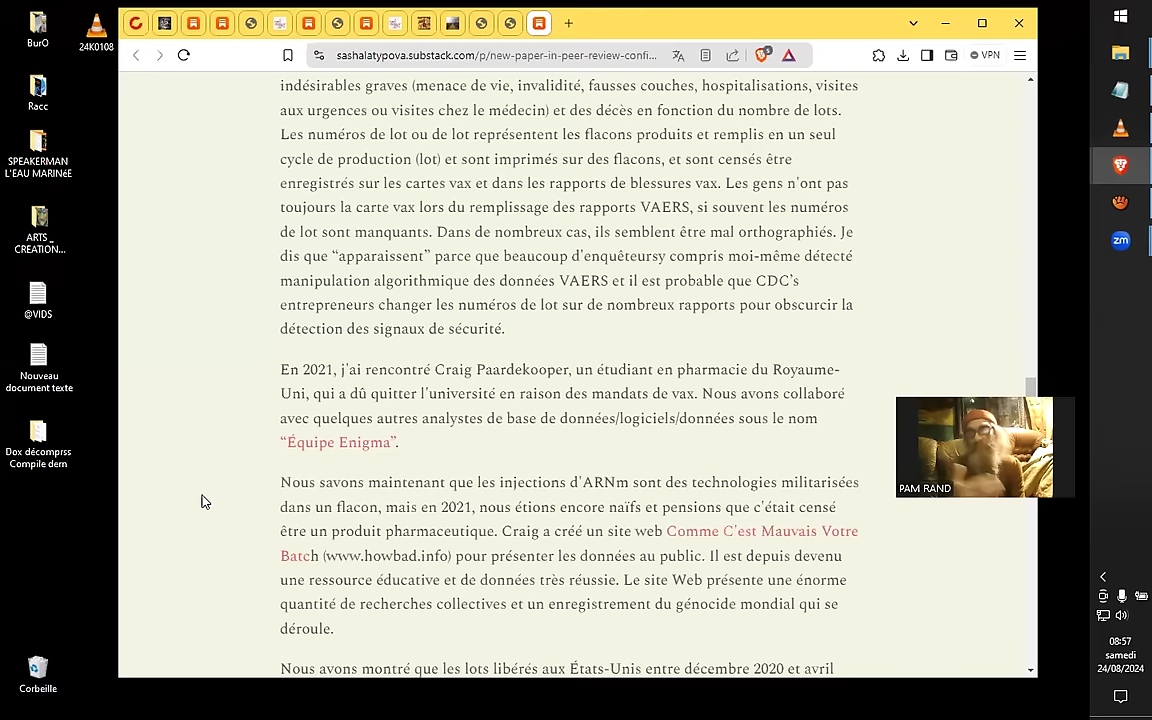 BurO
24K0108
Racc
SPEAKERMAN
L'EAU MARINéE
ARTS _
CREATION...
@VIDS
Nouveau
document texte
Dox décomprss
Compile dern
Corbeille
sashalatypova.substack.com/p/new-paper-in-peer-review-confi...
VPN
indésirables graves (menace de vie, invalidité, fausses couches, hospitalisations, visites
aux urgences ou visites chez le médecin) et des décès en fonction du nombre de lots.
Les numéros de lot ou de lot représentent les flacons produits et remplis en un seul
cycle de production (lot) et sont imprimés sur des flacons, et sont censés être
enregistrés sur les cartes vax et dans les rapports de blessures vax. Les gens n'ont pas
toujours la carte vax lors du remplissage des rapports VAERS, si souvent les numéros
de lot sont manquants. Dans de nombreux cas, ils semblent être mal orthographiés. Je
dis que “apparaissent” parce que beaucoup d'enquêteursy compris moi-même détecté
manipulation algorithmique des données VAERS et il est probable que CDC’s
entrepreneurs changer les numéros de lot sur de nombreux rapports pour obscurcir la
détection des signaux de sécurité.
En 2021, j'ai rencontré Craig Paardekooper, un étudiant en pharmacie du Royaume-
Uni, qui a dû quitter l'université en raison des mandats de vax. Nous avons collaboré
avec quelques autres analystes de base de données/logiciels/données sous le nom
“Équipe Enigma”.
Nous savons maintenant que les injections d'ARNm sont des technologies militarisées
dans un flacon, mais en 2021, nous étions encore naïfs et pensions que c'était censé
être un produit pharmaceutique. Craig a créé un site web Comme C'est Mauvais Votre
Batch (www.howbad.info) pour présenter les données au public. Il est depuis devenu
une ressource éducative et de données très réussie. Le site Web présente une énorme
quantité de recherches collectives et un enregistrement du génocide mondial qui se
déroule.
Nous avons montré que les lots libérés aux États-Unis entre décembre 2020 et avril
PAM RAND
zm
08:57
samedi
24/08/2024